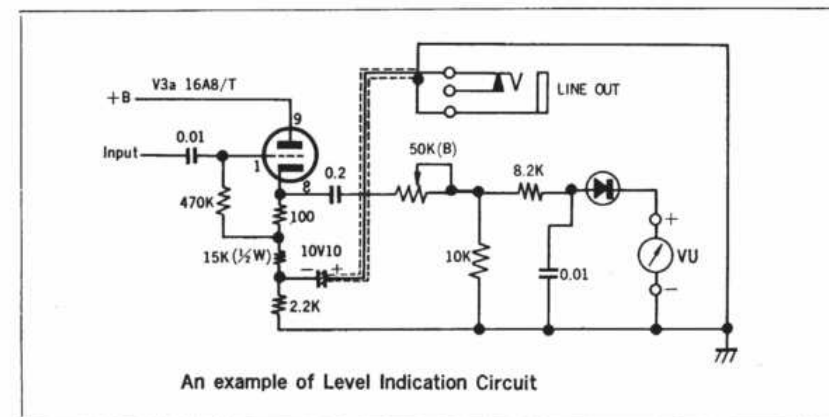 V3a 16A8/T
+B
9
LINE OUT
0.01
Input
1
8
0.2
50K(B)
8.2K
470K
100
15K(½W)
10V10
- +
10K
0.01
+
VU
-
2.2K
An example of Level Indication Circuit